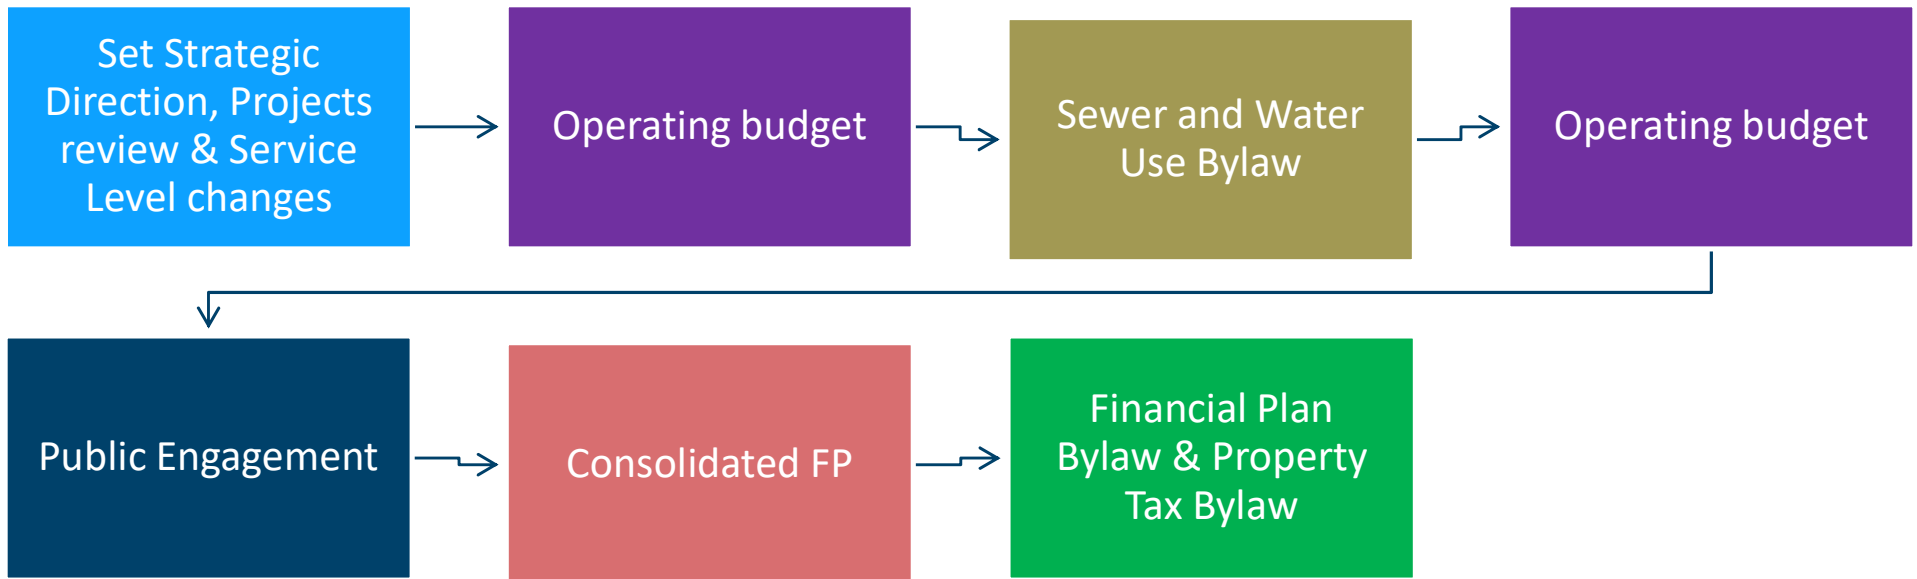 Set Strategic
Direction, Projects
review & Service
Level changes
Operating budget
Sewer and Water
Use Bylaw
Operating budget
Public Engagement
Consolidated FP
Financial Plan
Bylaw & Property
Tax Bylaw